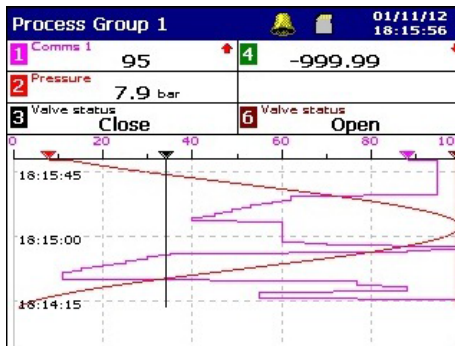 Process Group 1
01/11/12
18:15:56
1 Comms 1
95
4
-999.99
2 Pressure
7.9 bar
3 Valve status
Close
6 Valve status
Open
0 20 40 60 80 10
18:15:45
18:15:00
18:14:15